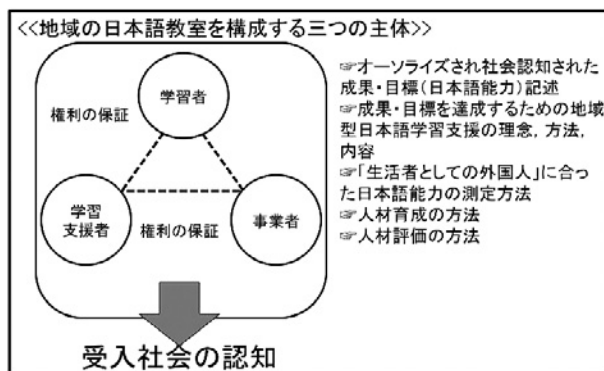 <<地域の日本語教室を構成する三つの主体>>
学習者
権利の保証
学習
支援者
権利の保証
事業者
受入社会の認知
☞オーソライズされ社会認知された
成果・目標(日本語能力)記述
☞成果・目標を達成するための地域
型日本語学習支援の理念，方法，
内容
☞「生活者としての外国人」に合っ
た日本語能力の測定方法
☞人材育成の方法
☞人材評価の方法